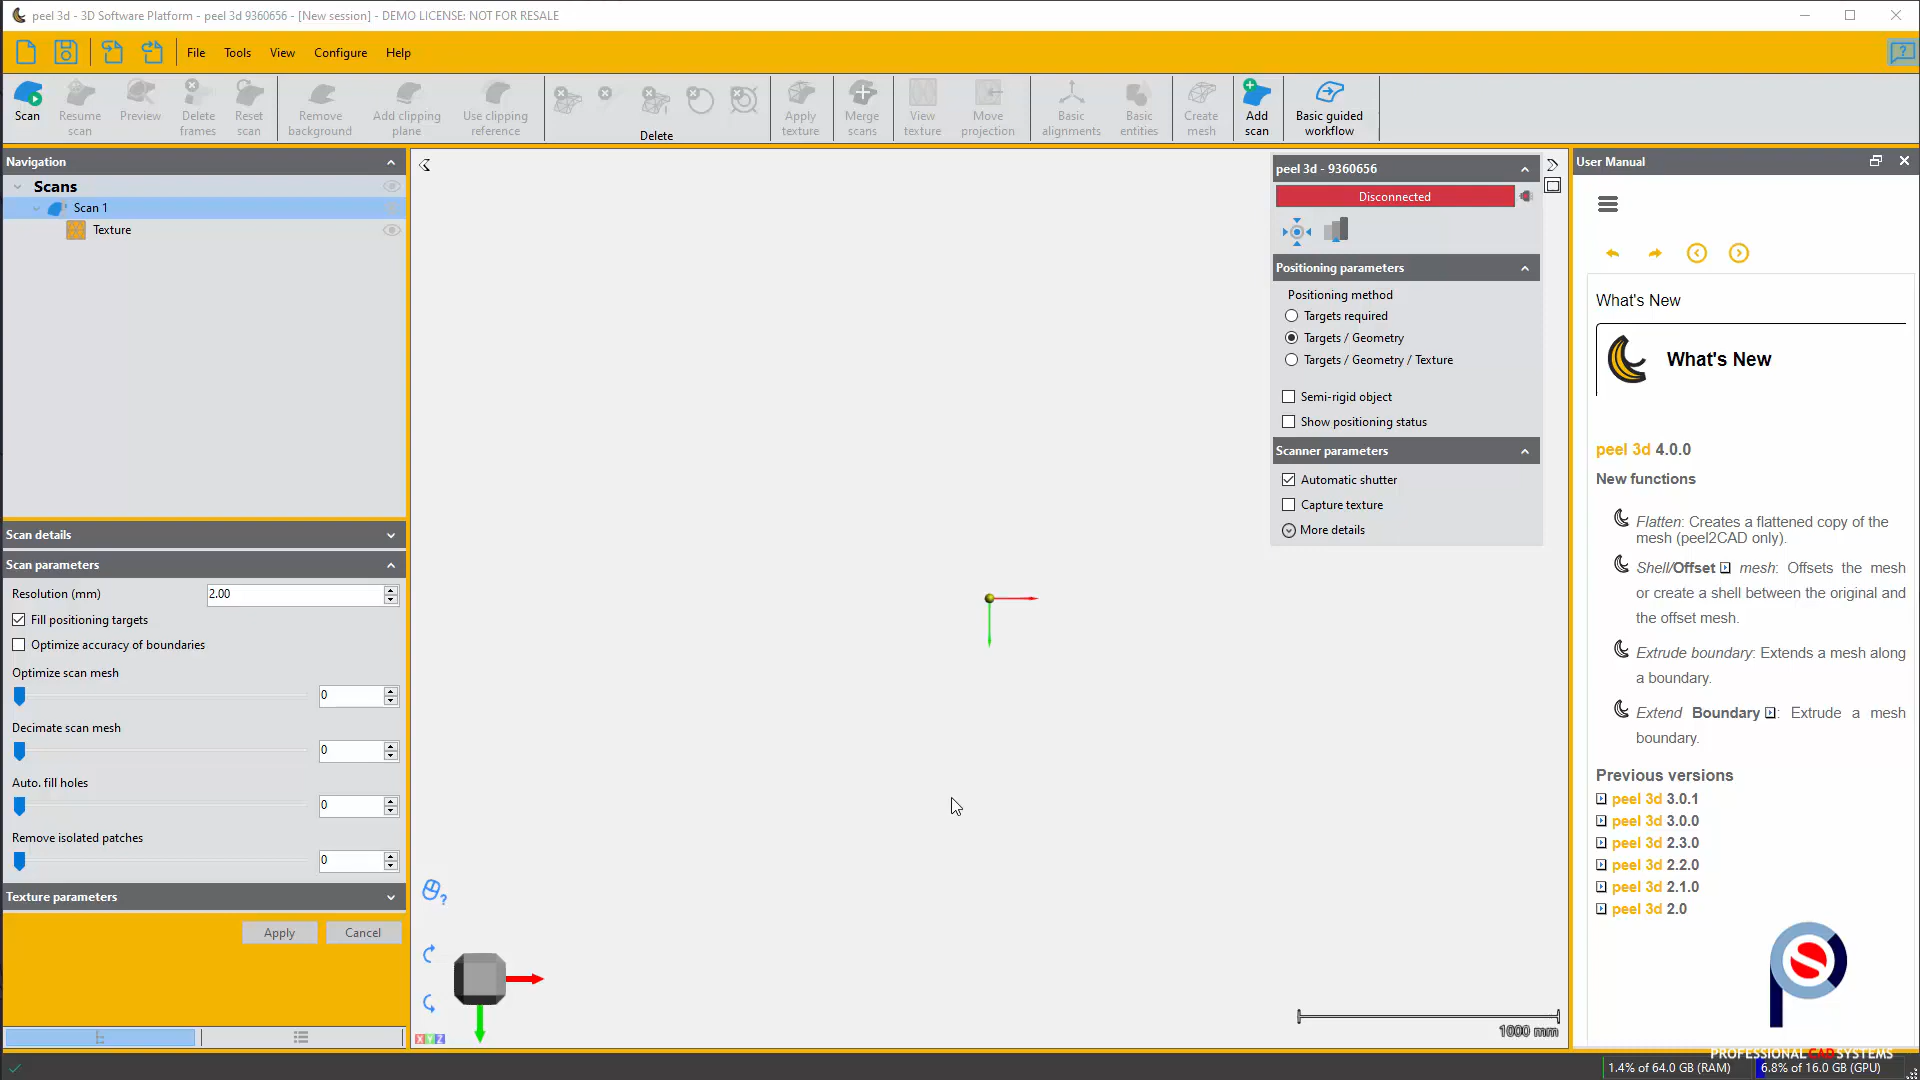 peel 3d - 3D Software Platform - peel 3d 9360656 - [New session] - DEMO LICENSE: NOT FOR RESALE
File Tools View Configure Help
Scan
Resume scan
Preview
Delete frames
Reset scan
Remove background
Add clipping plane
Use clipping reference
Delete
Apply texture
Merge scans
View texture
Move projection
Basic alignments
Basic entities
Create mesh
Add scan
Basic guided workflow
Navigation
Scans
Scan 1
Texture
Scan details
Scan parameters
Resolution (mm) 2.00
Fill positioning targets
Optimize accuracy of boundaries
Optimize scan mesh
0
Decimate scan mesh
0
Auto. fill holes
0
Remove isolated patches
0
Texture parameters
Apply Cancel
X Y Z
1000 mm
peel 3d - 9360656
Disconnected
Positioning parameters
Positioning method
Targets required
Targets / Geometry
Targets / Geometry / Texture
Semi-rigid object
Show positioning status
Scanner parameters
Automatic shutter
Capture texture
More details
User Manual
What's New
What's New
peel 3d 4.0.0
New functions
Flatten: Creates a flattened copy of the
mesh (peel2CAD only).
Shell/Offset mesh: Offsets the mesh
or create a shell between the original and
the offset mesh.
Extrude boundary: Extends a mesh along
a boundary.
Extend Boundary : Extrude a mesh
boundary.
Previous versions
peel 3d 3.0.1
peel 3d 3.0.0
peel 3d 2.3.0
peel 3d 2.2.0
peel 3d 2.1.0
peel 3d 2.0
PROFESSIONAL CAD SYSTEMS
1.4% of 64.0 GB (RAM) 6.8% of 16.0 GB (GPU)